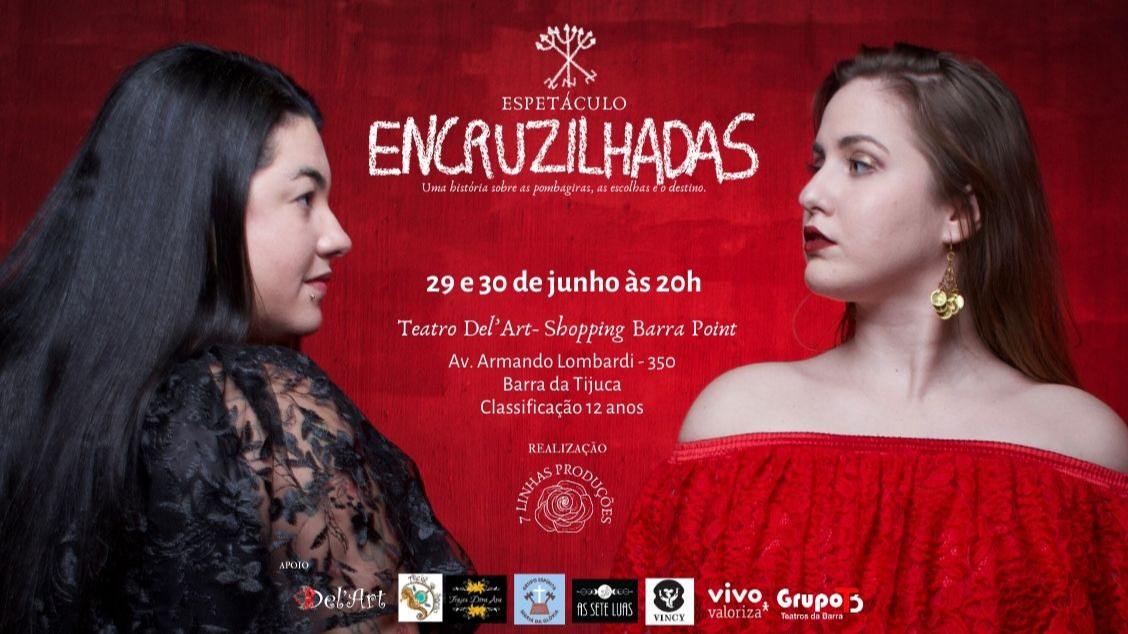 ESPETÁCULO
ENCRUZILHADAS
Uma história sobre as pombagiras, as escolhas e o destino.
29 e 30 de junho às 20h
Teatro Del'Art- Shopping Barra Point
Av. Armando Lombardi - 350
Barra da Tijuca
Classificação 12 anos
REALIZAÇÃO
7 LINHAS PRODUÇÕES
APOIO
Del'Art
GRUPO ESPÍRITA
AS SETE LUAS
VINCY
vivo
valoriza*
Grupo 5
Teatros da Barra